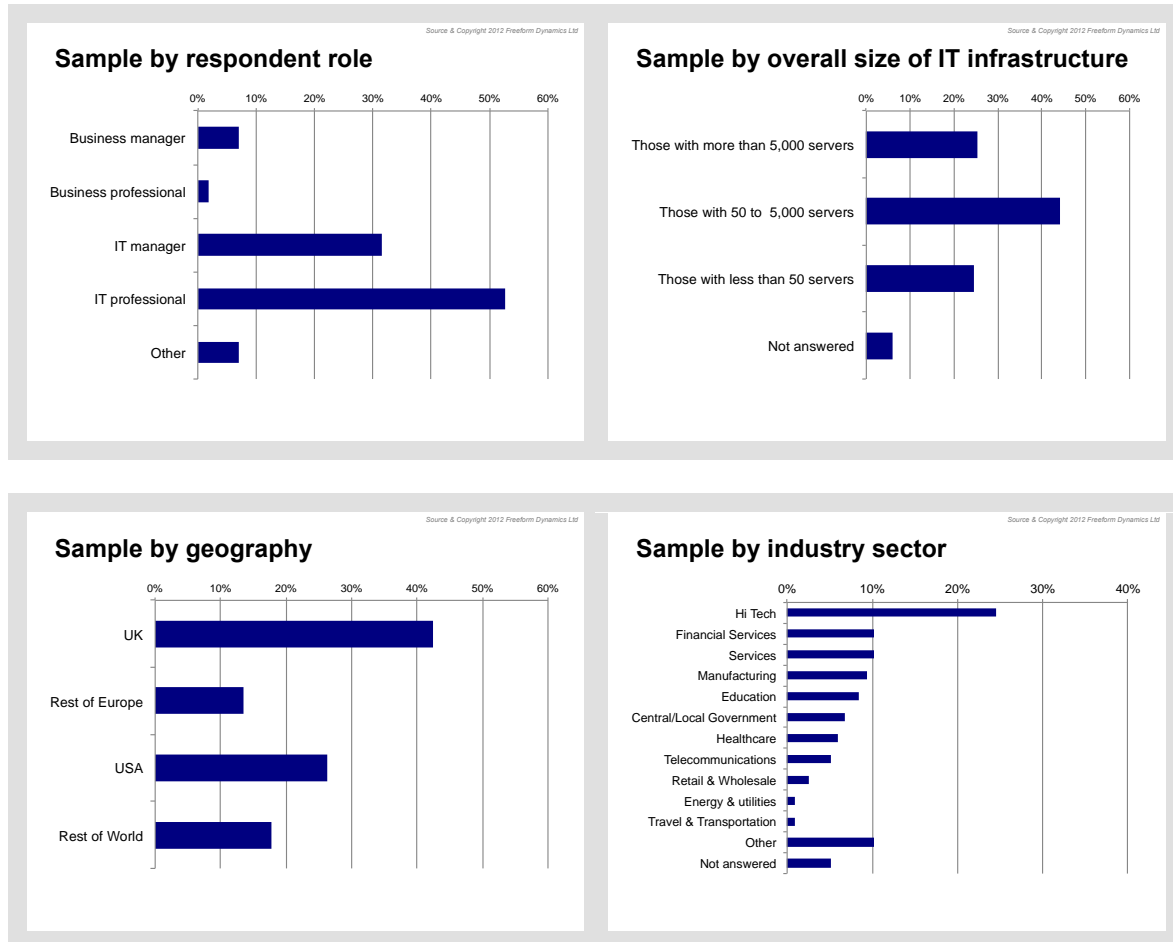 Source & Copyright 2012 Freeform Dynamics Ltd
Sample by respondent role
0% 10% 20% 30% 40% 50% 60%
Business manager
Business professional
IT manager
IT professional
Other
Source & Copyright 2012 Freeform Dynamics Ltd
Sample by overall size of IT infrastructure
0% 10% 20% 30% 40% 50% 60%
Those with more than 5,000 servers
Those with 50 to  5,000 servers
Those with less than 50 servers
Not answered
Source & Copyright 2012 Freeform Dynamics Ltd
Sample by geography
0% 10% 20% 30% 40% 50% 60%
UK
Rest of Europe
USA
Rest of World
Source & Copyright 2012 Freeform Dynamics Ltd
Sample by industry sector
0% 10% 20% 30% 40%
Hi Tech
Financial Services
Services
Manufacturing
Education
Central/Local Government
Healthcare
Telecommunications
Retail & Wholesale
Energy & utilities
Travel & Transportation
Other
Not answered